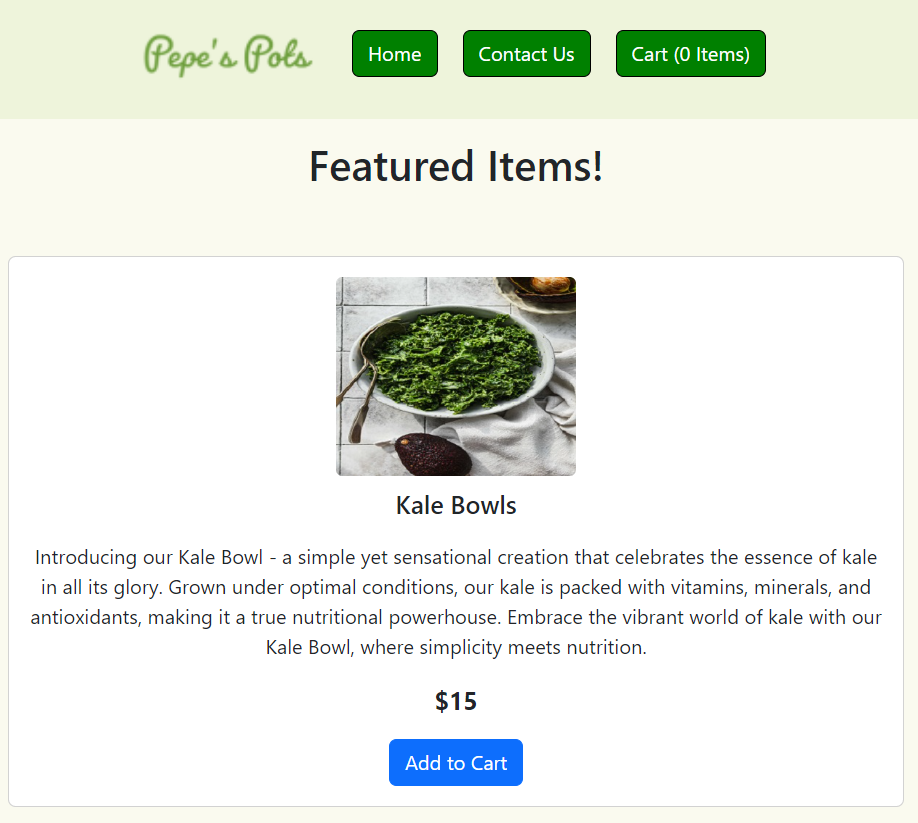 Pepe's Pots
Home
Contact Us
Cart (0 Items)
Featured Items!
Kale Bowls
Introducing our Kale Bowl - a simple yet sensational creation that celebrates the essence of kale
in all its glory. Grown under optimal conditions, our kale is packed with vitamins, minerals, and
antioxidants, making it a true nutritional powerhouse. Embrace the vibrant world of kale with our
Kale Bowl, where simplicity meets nutrition.
$15
Add to Cart